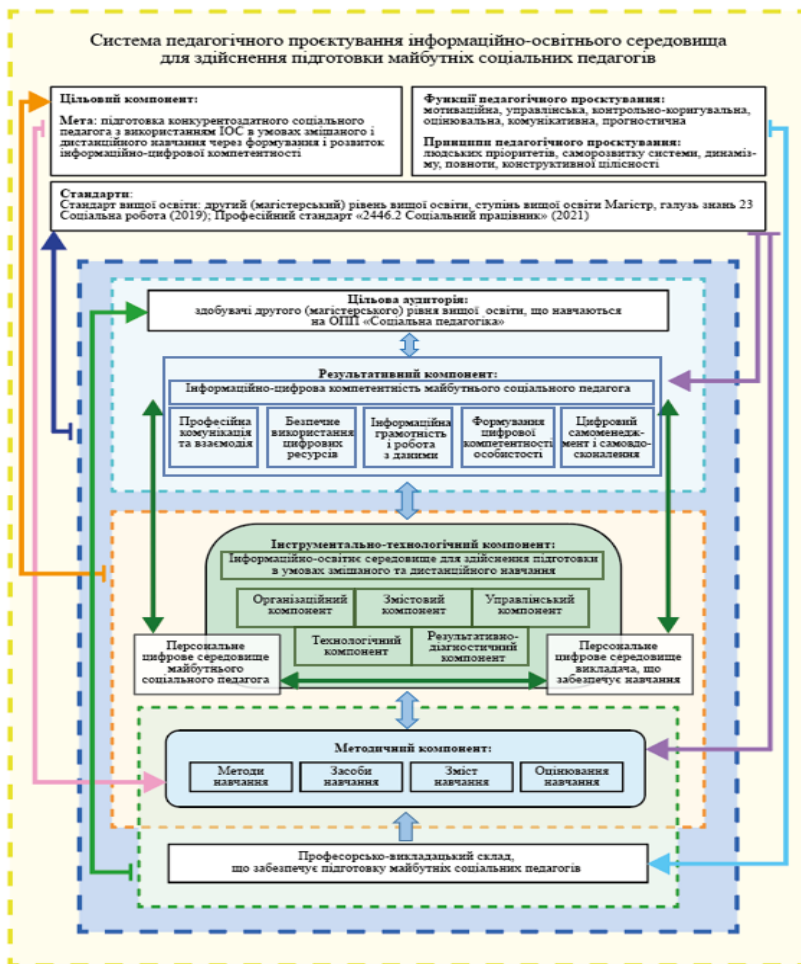 Система педагогічного проєктування інформаційно-освітнього середовища
для здійснення підготовки майбутніх соціальних педагогів
Цільовий компонент:
Мета: підготовка конкурентоздатного соціального
педагога з використанням ІОС в умовах змішаного і
дистанційного навчання через формування і розвиток
інформаційно-цифрової компетентності
Функції педагогічного проєктування:
мотиваційна, управлінська, контрольно-коригувальна,
оцінювальна, комунікативна, прогностична
Принципи педагогічного проєктування:
людських пріоритетів, саморозвитку системи, динаміз-
му, повноти, конструктивної цілісності
Стандарти:
Стандарт вищої освіти: другий (магістерський) рівень вищої освіти, ступінь вищої освіти Магістр, галузь знань 23
Соціальна робота (2019); Професійний стандарт «2446.2 Соціальний працівник» (2021)
Цільова аудиторія:
здобувачі другого (магістерського) рівня вищої освіти, що навчаються
на ОПП «Соціальна педагогіка»
Результативний компонент:
Інформаційно-цифрова компетентність майбутнього соціального педагога
Професійна
комунікація
та взаємодія
Безпечне
використання
цифрових
ресурсів
Інформаційна
грамотність
і робота
з даними
Формування
цифрової
компетентності
особистості
Цифровий
самоменедж-
мент і самовдо-
сконалення
Інструментально-технологічний компонент:
Інформаційно-освітнє середовище для здійснення підготовки
в умовах змішаного та дистанційного навчання
Організаційний
компонент
Змістовий
компонент
Управлінський
компонент
Технологічний
компонент
Результативно-
діагностичний
компонент
Персональне
цифрове середовище
майбутнього
соціального педагога
Персональне
цифрове середовище
викладача, що
забезпечує навчання
Методичний компонент:
Методи
навчання
Засоби
навчання
Зміст
навчання
Оцінювання
навчання
Професорсько-викладацький склад,
що забезпечує підготовку майбутніх соціальних педагогів